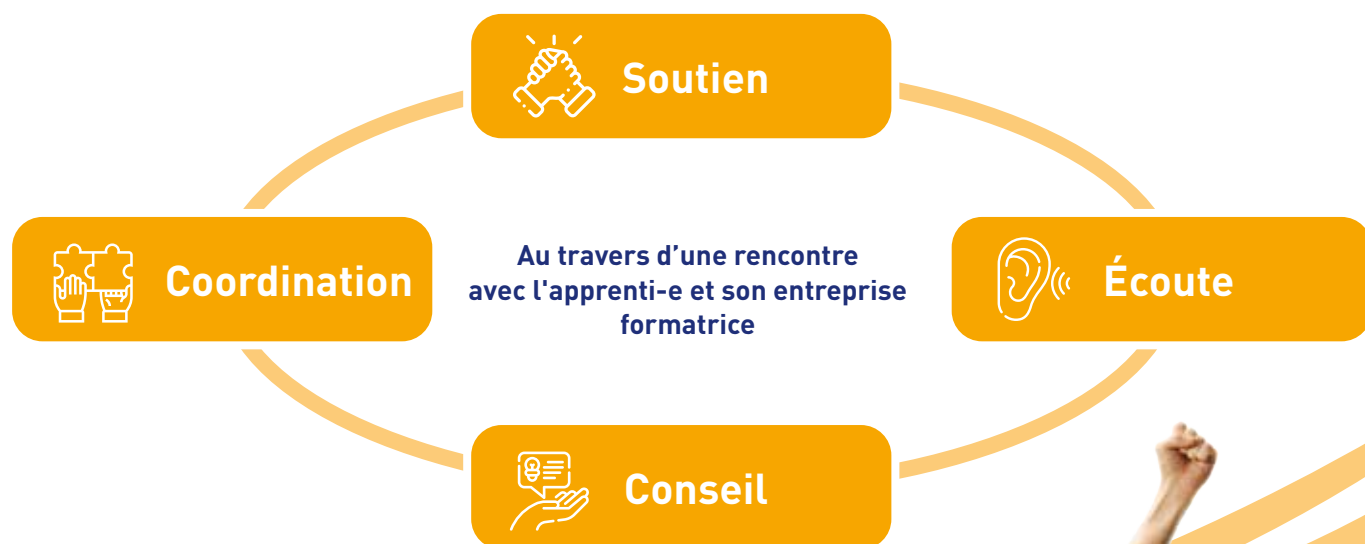 Soutien
Coordination
Au travers d’une rencontre
avec l'apprenti-e et son entreprise
formatrice
Écoute
Conseil